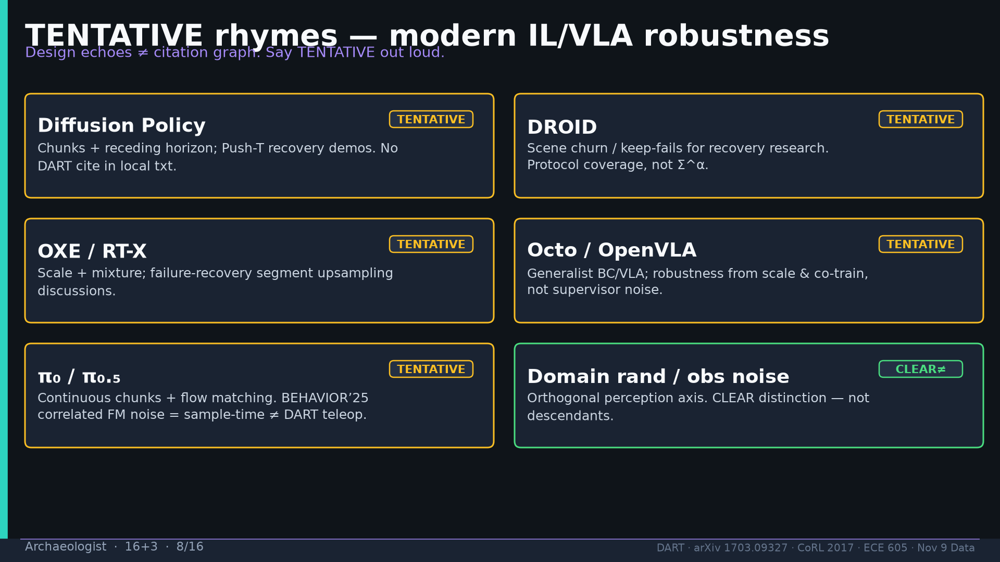 TENTATIVE rhymes — modern IL/VLA robustness
Design echoes ≠ citation graph. Say TENTATIVE out loud.
Diffusion Policy
TENTATIVE
Chunks + receding horizon; Push-T recovery demos. No
DART cite in local txt.
DROID
TENTATIVE
Scene churn / keep-fails for recovery research.
Protocol coverage, not Σ^α.
OXE / RT-X
TENTATIVE
Scale + mixture; failure-recovery segment upsampling
discussions.
Octo / OpenVLA
TENTATIVE
Generalist BC/VLA; robustness from scale & co-train,
not supervisor noise.
π₀ / π₀.₅
TENTATIVE
Continuous chunks + flow matching. BEHAVIOR’25
correlated FM noise = sample-time ≠ DART teleop.
Domain rand / obs noise
CLEAR≠
Orthogonal perception axis. CLEAR distinction — not
descendants.
Archaeologist · 16+3 · 8/16
DART · arXiv 1703.09327 · CoRL 2017 · ECE 605 · Nov 9 Data